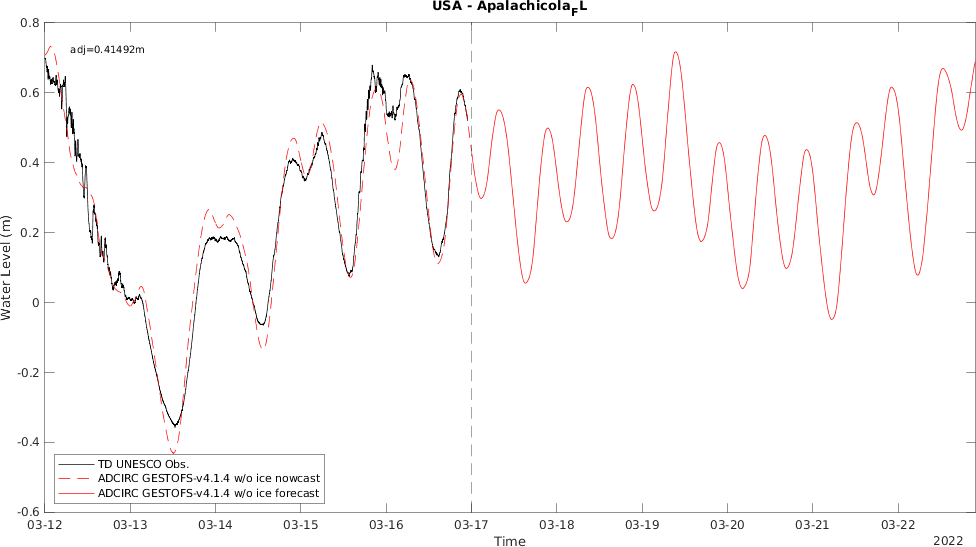 USA - Apalachicola_FL
adj=0.41492m
Water Level (m)
0.8
0.6
0.4
0.2
0
-0.2
-0.4
-0.6
TD UNESCO Obs.
ADCIRC GESTOFS-v4.1.4 w/o ice nowcast
ADCIRC GESTOFS-v4.1.4 w/o ice forecast
03-12 03-13 03-14 03-15 03-16 03-17 03-18 03-19 03-20 03-21 03-22
Time
2022